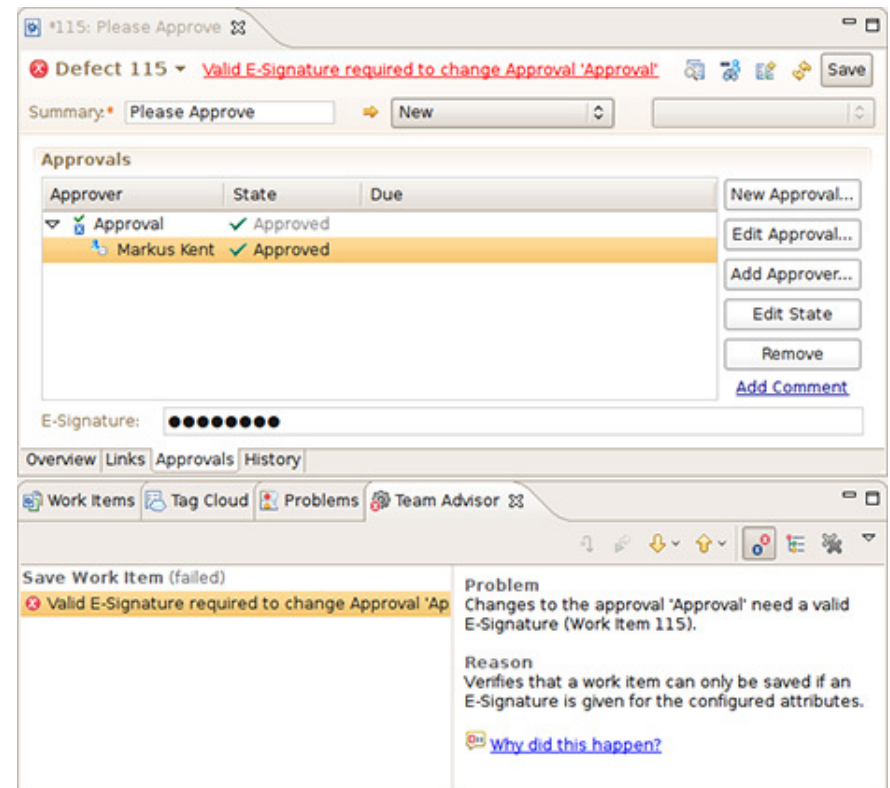 *115: Please Approve
Defect 115 Valid E-Signature required to change Approval 'Approval' Save
Summary:* Please Approve New
Approvals
Approver State Due
New Approval...
Approval Approved
Edit Approval...
Markus Kent Approved
Add Approver...
Edit State
Remove
Add Comment
E-Signature: ●●●●●●●●
Overview Links Approvals History
Work Items Tag Cloud Problems Team Advisor
Save Work Item (failed)
Valid E-Signature required to change Approval 'Ap
Problem
Changes to the approval 'Approval' need a valid
E-Signature (Work Item 115).
Reason
Verifies that a work item can only be saved if an
E-Signature is given for the configured attributes.
Why did this happen?